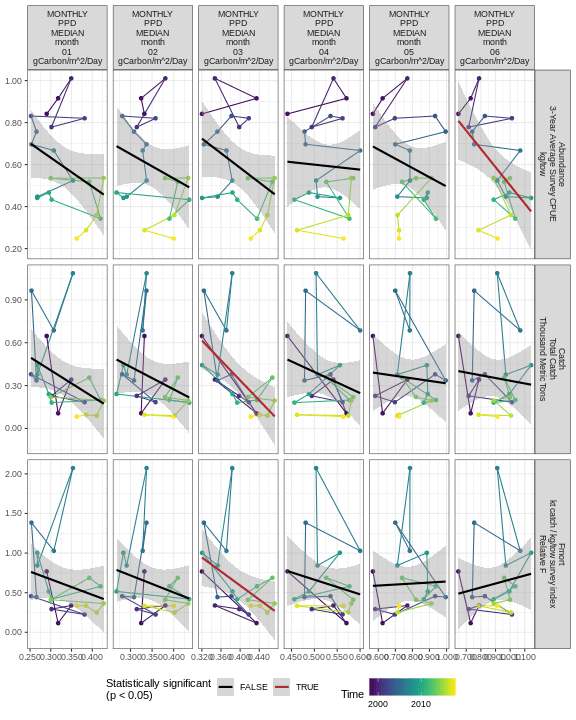 MONTHLY
PPD
MEDIAN
month
01
gCarbon/m^2/Day
MONTHLY
PPD
MEDIAN
month
02
gCarbon/m^2/Day
MONTHLY
PPD
MEDIAN
month
03
gCarbon/m^2/Day
MONTHLY
PPD
MEDIAN
month
04
gCarbon/m^2/Day
MONTHLY
PPD
MEDIAN
month
05
gCarbon/m^2/Day
MONTHLY
PPD
MEDIAN
month
06
gCarbon/m^2/Day
1.00
0.80
0.60
0.40
0.20
Abundance
3-Year Average Survey CPUE
kg/tow
0.90
0.60
0.30
0.00
Catch
Total Catch
Thousand Metric Tons
2.00
1.50
1.00
0.50
0.00
Fmort
kt catch / kg/tow survey index
Relative F
0.250 0.300 0.350 0.400
0.300 0.350 0.400
0.320 0.360 0.400 0.440
0.450 0.500 0.550 0.600
0.600 0.700 0.800 0.900 1.000
0.700 0.800 0.900 1.000 1.100
Statistically significant
(p < 0.05)
FALSE
TRUE
Time
2000
2010